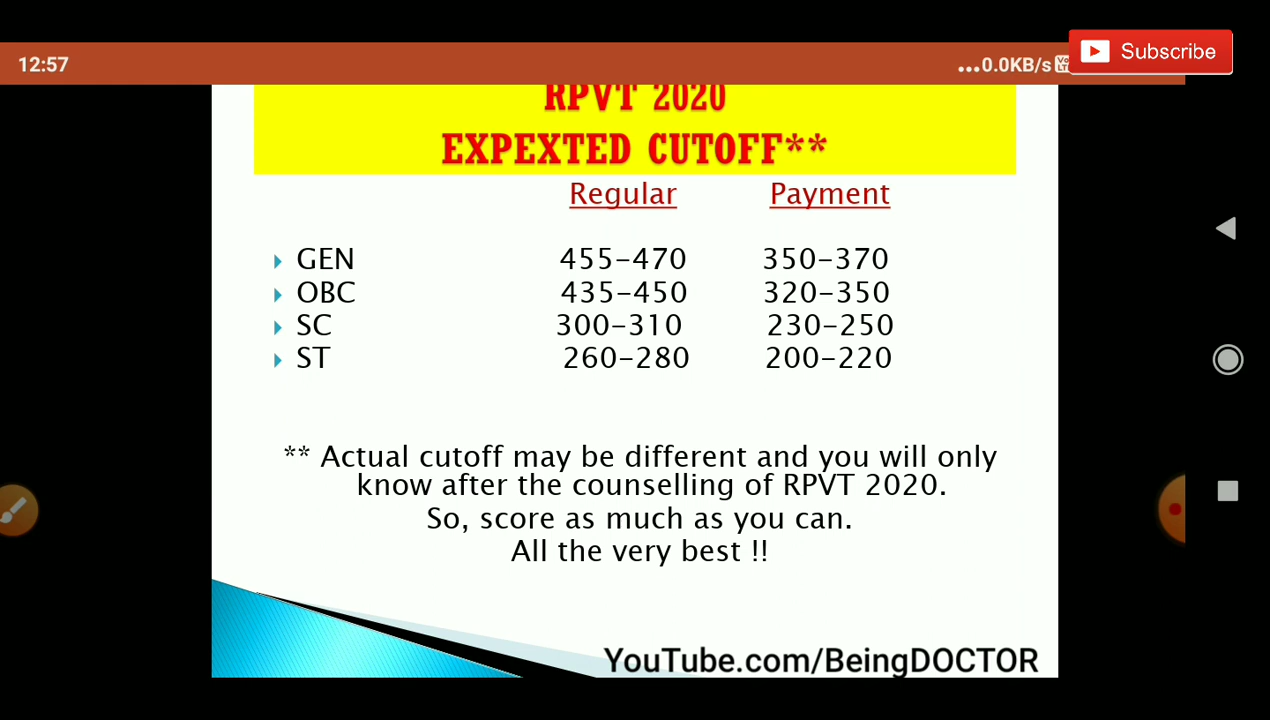 Subscribe
12:57
...0.0KB/s
RPVT 2020
EXPEXTED CUTOFF**
Regular Payment
GEN 455-470 350-370
OBC 435-450 320-350
SC 300-310 230-250
ST 260-280 200-220
** Actual cutoff may be different and you will only
know after the counselling of RPVT 2020.
So, score as much as you can.
All the very best !!
YouTube.com/BeingDOCTOR